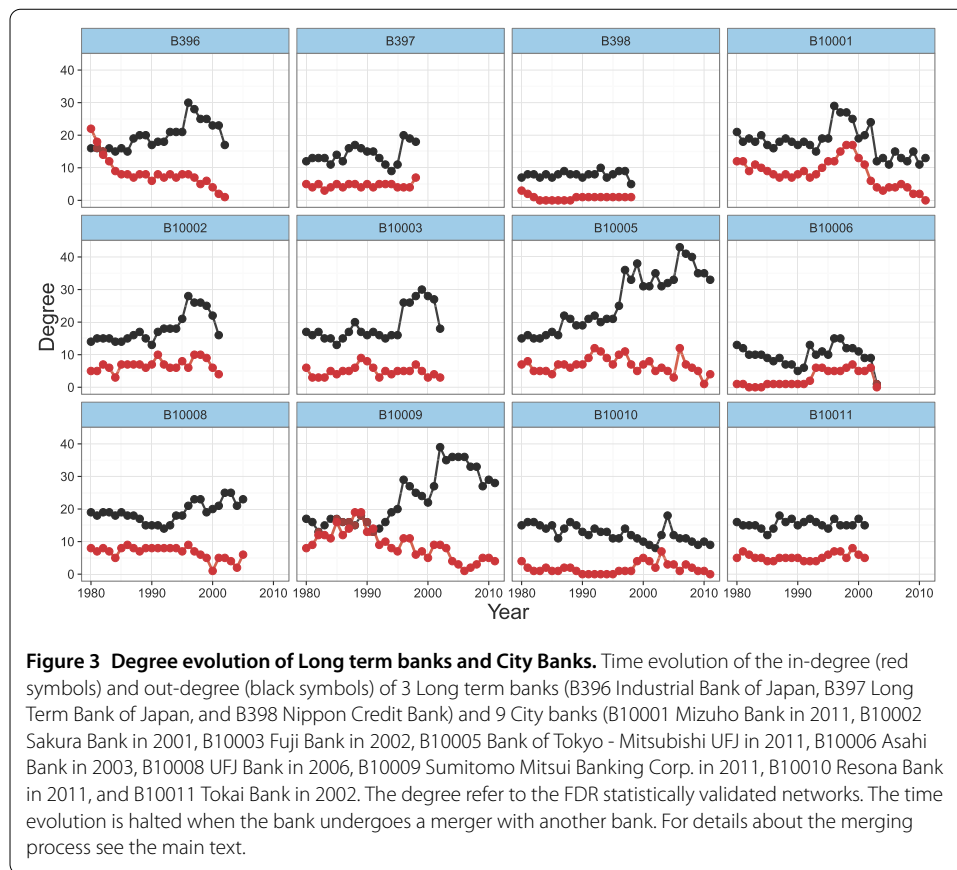 B396 B397 B398 B10001
40
30
20
10
0
B10002 B10003 B10005 B10006
40
30
20
10
0
Degree
B10008 B10009 B10010 B10011
40
30
20
10
0
1980 1990 2000 2010 1980 1990 2000 2010 1980 1990 2000 2010 1980 1990 2000 2010
Year
Figure 3 Degree evolution of Long term banks and City Banks. Time evolution of the in-degree (red
symbols) and out-degree (black symbols) of 3 Long term banks (B396 Industrial Bank of Japan, B397 Long
Term Bank of Japan, and B398 Nippon Credit Bank) and 9 City banks (B10001 Mizuho Bank in 2011, B10002
Sakura Bank in 2001, B10003 Fuji Bank in 2002, B10005 Bank of Tokyo - Mitsubishi UFJ in 2011, B10006 Asahi
Bank in 2003, B10008 UFJ Bank in 2006, B10009 Sumitomo Mitsui Banking Corp. in 2011, B10010 Resona Bank
in 2011, and B10011 Tokai Bank in 2002. The degree refer to the FDR statistically validated networks. The time
evolution is halted when the bank undergoes a merger with another bank. For details about the merging
process see the main text.